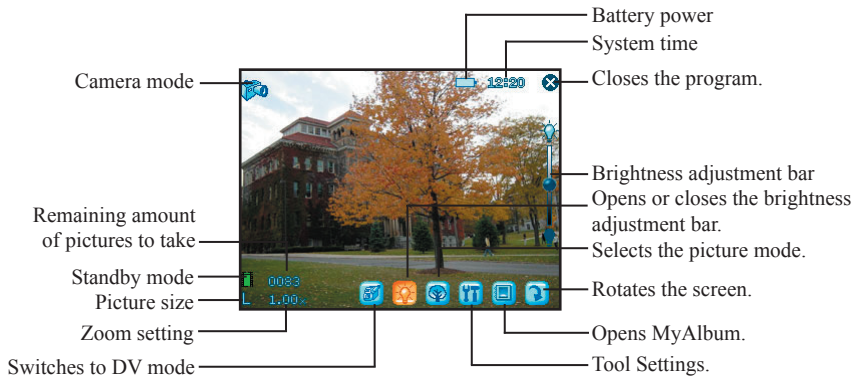 Battery power
System time
Closes the program.
Camera mode
12:20
Brightness adjustment bar
Opens or closes the brightness
adjustment bar.
Selects the picture mode.
Remaining amount
of pictures to take
Standby mode
0083
Picture size
L 1.00x
Rotates the screen.
Zoom setting
Opens MyAlbum.
Switches to DV mode
Tool Settings.